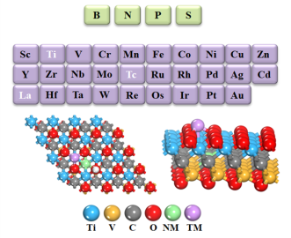 B N P S
Sc Ti V Cr Mn Fe Co Ni Cu Zn
Y Zr Nb Mo Tc Ru Rh Pd Ag Cd
La Hf Ta W Re Os Ir Pt Au
Ti V C O NM TM